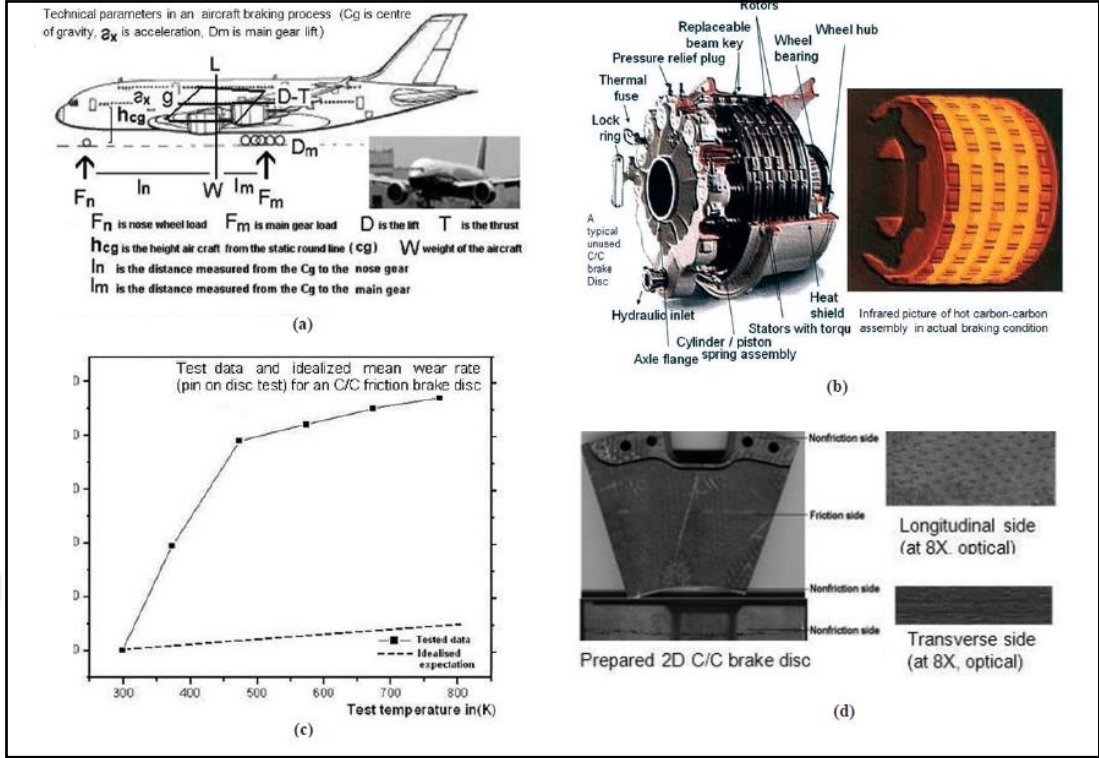 Technical parameters in an aircraft braking process (Cg is centre
of gravity, ax is acceleration, Dm is main gear lift)
L
ax g D-T
hcg
Dm
ln W lm
Fn Fm
Fn is nose wheel load Fm is main gear load D is the lift T is the thrust
hcg is the height air craft from the static round line (cg) W weight of the aircraft
ln is the distance measured from the Cg to the nose gear
lm is the distance measured from the Cg to the main gear
(a)
Rotors
Replaceable
beam key
Wheel hub
Wheel
bearing
Pressure relief plug
Thermal
fuse
Lock
ring
A
typical
unused
C/C
brake
Disc
Hydraulic inlet
Heat
shield
Stators with torqu
Cylinder / piston
spring assembly
Axle flange
Infrared picture of hot carbon-carbon
assembly in actual braking condition
(b)
Test data and idealized mean wear rate
(pin on disc test) for an C/C friction brake disc
0
0
0
0
0
0
Tested data
Idealised
expectation
300 400 500 600 700 800
Test temperature in(K)
(c)
Nonfriction side
Friction side
Nonfriction side
Nonfriction side
Prepared 2D C/C brake disc
Longitudinal side
(at 8X, optical)
Transverse side
(at 8X, optical)
(d)